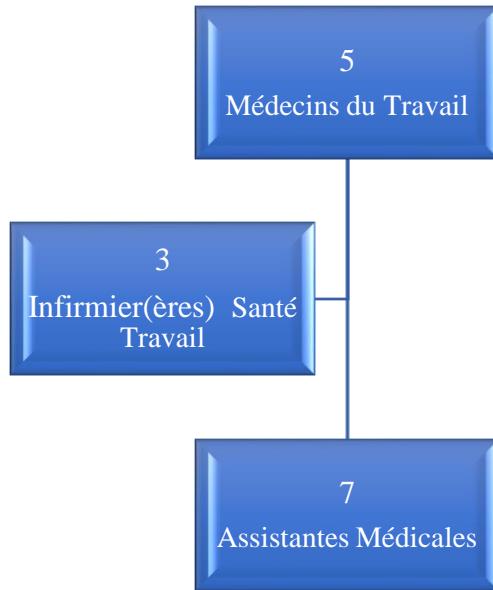 5
Médecins du Travail
3
Infirmier(ères) Santé
Travail
7
Assistantes Médicales